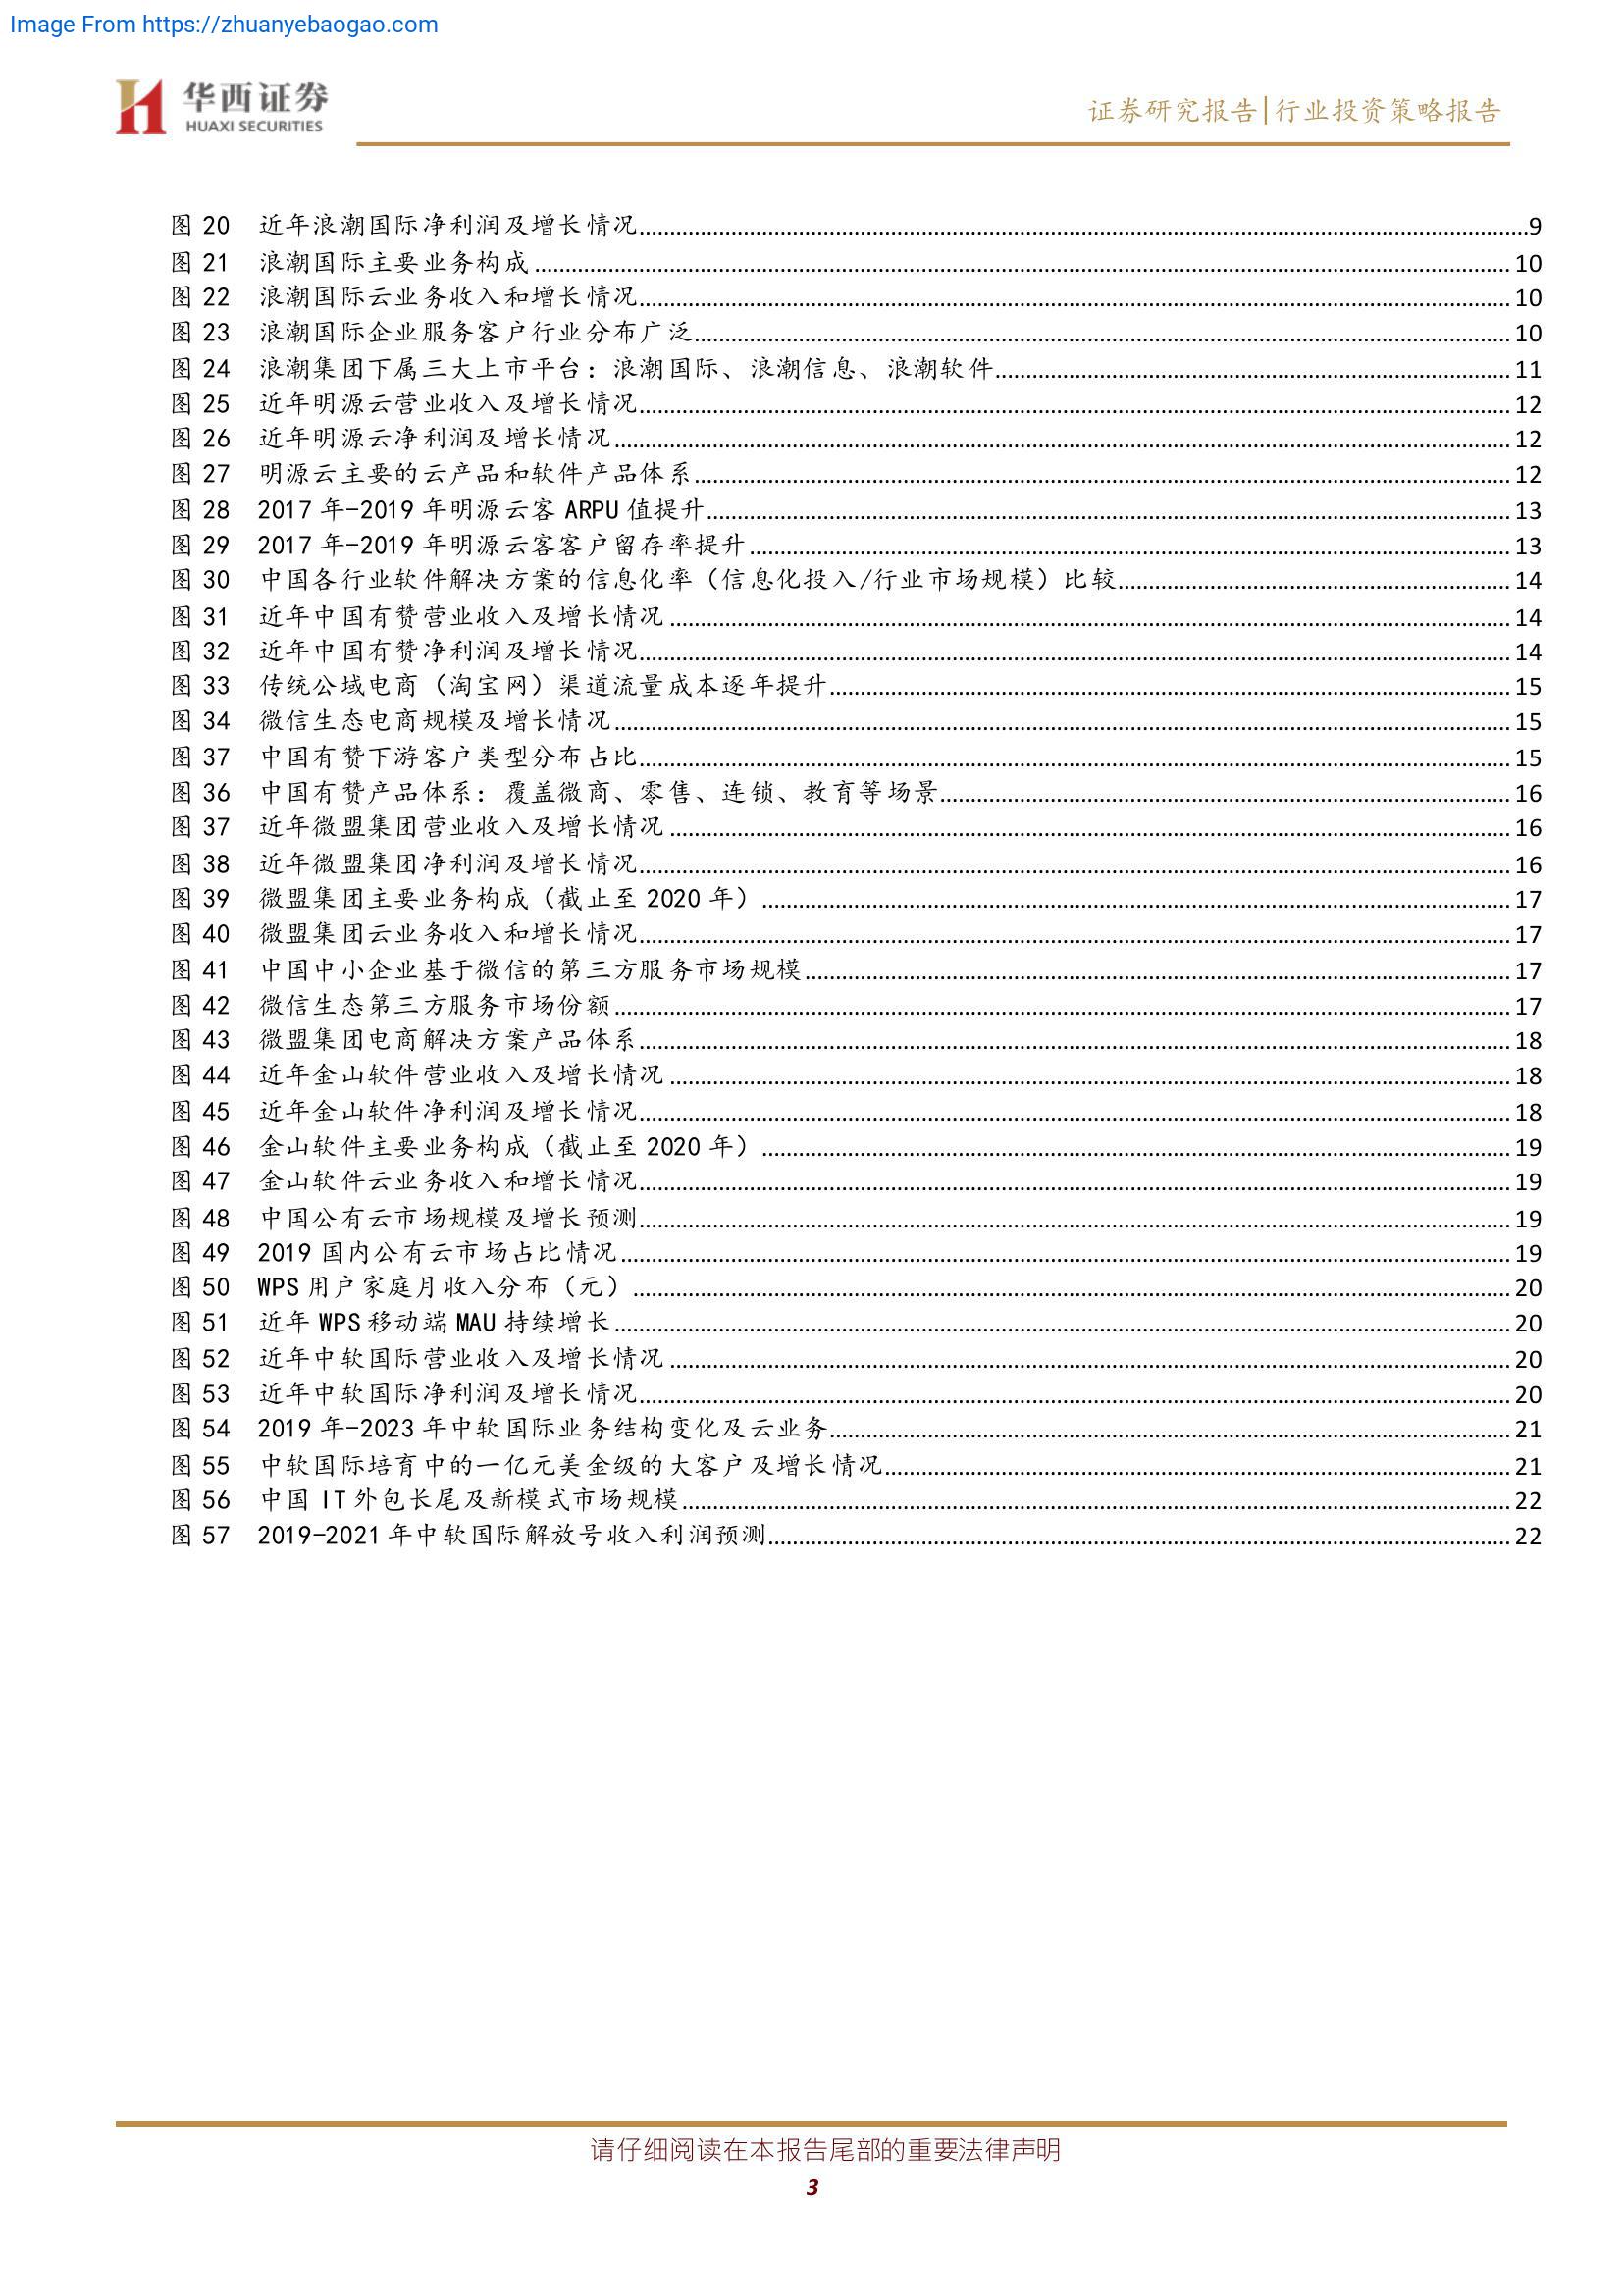 Image From https://zhuanyebaogao.com
华西证券
HUAXI SECURITIES
证券研究报告|行业投资策略报告
图 20 近年浪潮国际净利润及增长情况........9
图 21 浪潮国际主要业务构成........10
图 22 浪潮国际云业务收入和增长情况........10
图 23 浪潮国际企业服务客户行业分布广泛........10
图 24 浪潮集团下属三大上市平台：浪潮国际、浪潮信息、浪潮软件........11
图 25 近年明源云营业收入及增长情况........12
图 26 近年明源云净利润及增长情况........12
图 27 明源云主要的云产品和软件产品体系........12
图 28 2017 年-2019 年明源云客 ARPU 值提升........13
图 29 2017 年-2019 年明源云客客户留存率提升........13
图 30 中国各行业软件解决方案的信息化率（信息化投入/行业市场规模）比较........14
图 31 近年中国有赞营业收入及增长情况........14
图 32 近年中国有赞净利润及增长情况........14
图 33 传统公域电商（淘宝网）渠道流量成本逐年提升........15
图 34 微信生态电商规模及增长情况........15
图 37 中国有赞下游客户类型分布占比........15
图 36 中国有赞产品体系：覆盖微商、零售、连锁、教育等场景........16
图 37 近年微盟集团营业收入及增长情况........16
图 38 近年微盟集团净利润及增长情况........16
图 39 微盟集团主要业务构成（截止至 2020 年）........17
图 40 微盟集团云业务收入和增长情况........17
图 41 中国中小企业基于微信的第三方服务市场规模........17
图 42 微信生态第三方服务市场份额........17
图 43 微盟集团电商解决方案产品体系........18
图 44 近年金山软件营业收入及增长情况........18
图 45 近年金山软件净利润及增长情况........18
图 46 金山软件主要业务构成（截止至 2020 年）........19
图 47 金山软件云业务收入和增长情况........19
图 48 中国公有云市场规模及增长预测........19
图 49 2019 国内公有云市场占比情况........19
图 50 WPS 用户家庭月收入分布（元）........20
图 51 近年 WPS 移动端 MAU 持续增长........20
图 52 近年中软国际营业收入及增长情况........20
图 53 近年中软国际净利润及增长情况........20
图 54 2019 年-2023 年中软国际业务结构变化及云业务........21
图 55 中软国际培育中的一亿元美金级的大客户及增长情况........21
图 56 中国 IT 外包长尾及新模式市场规模........22
图 57 2019-2021 年中软国际解放号收入利润预测........22
请仔细阅读在本报告尾部的重要法律声明
3